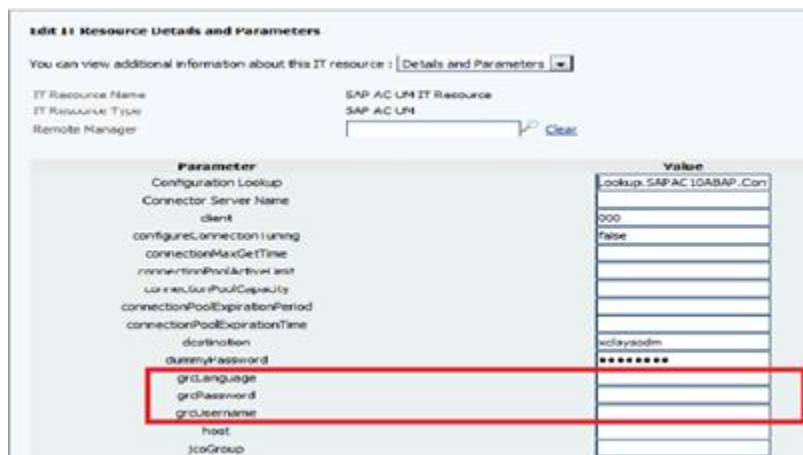 Edit IT Resource Details and Parameters
You can view additional information about this IT resource : Details and Parameters
IT Resource Name SAP AC UM IT Resource
IT Resource Type SAP AC UM
Remote Manager Clear
Parameter Value
Configuration Lookup Lookup.SAPAC10ABAP.Con
Connector Server Name
client 000
configureConnectionTuning false
connectionMaxGetTime
connectionPoolActiveLimit
connectionPoolCapacity
connectionPoolExpirationPeriod
connectionPoolExpirationTime
destination
dummyPassword ●●●●●●●●
grcLanguage
grcPassword
grcUsername
host
jcoGroup